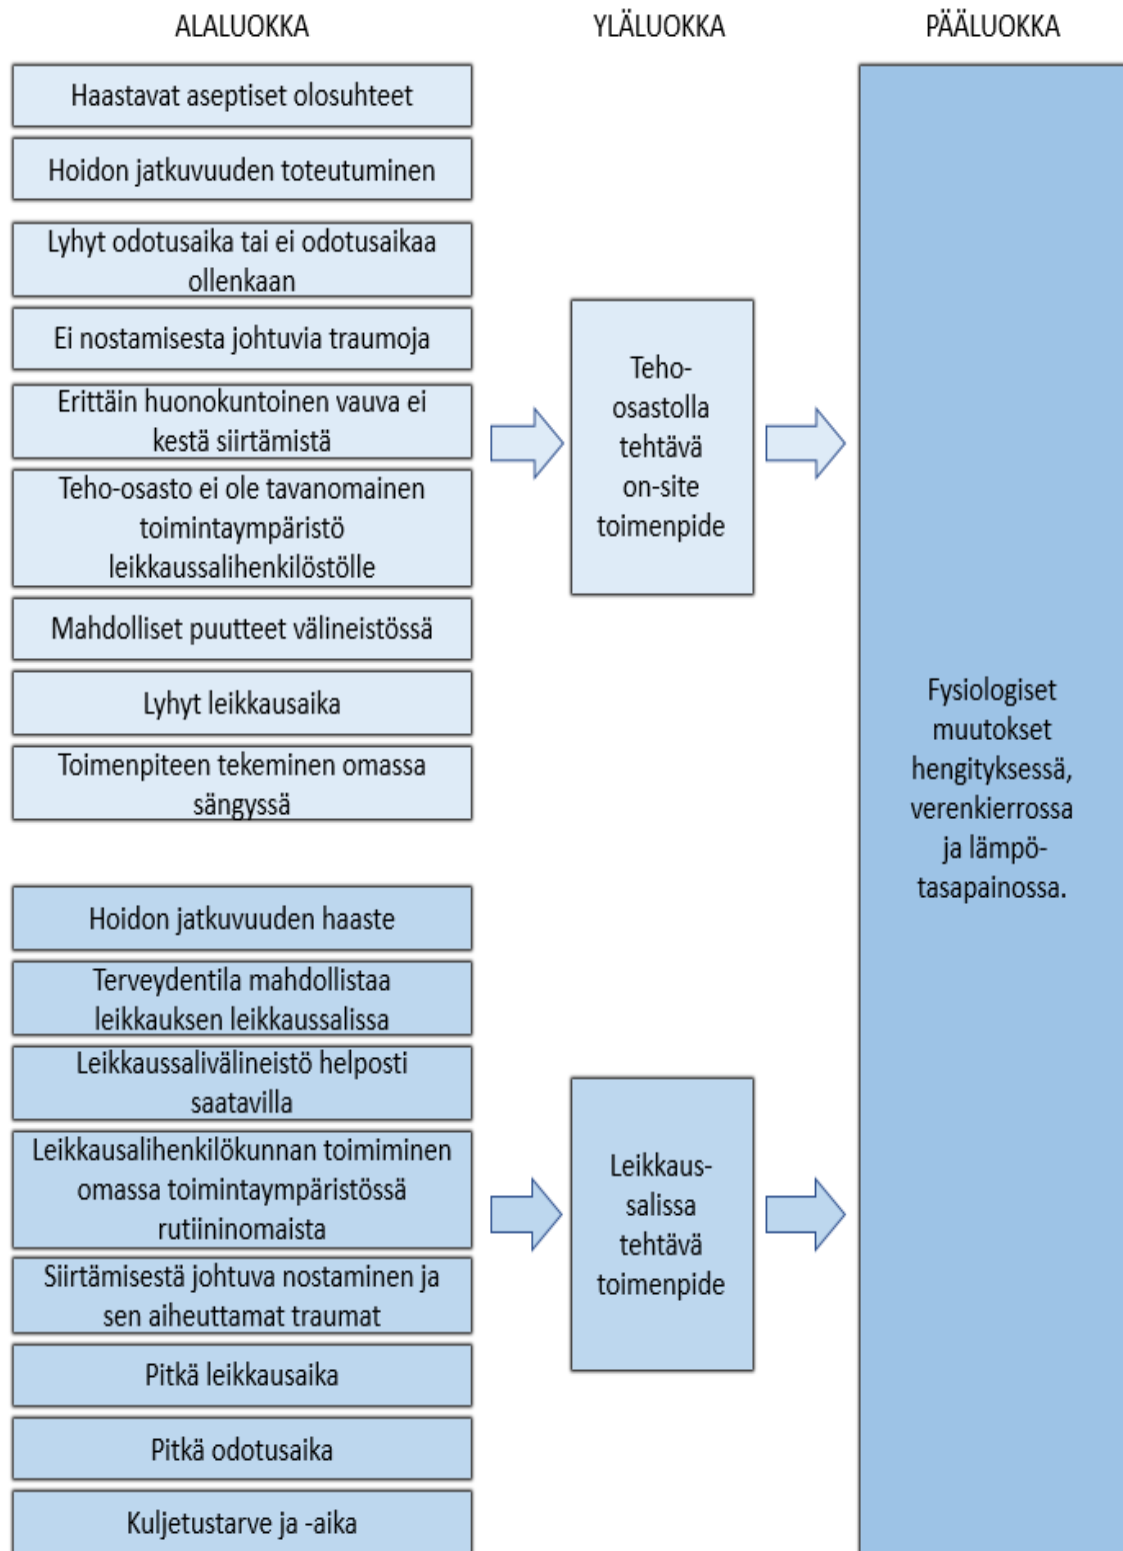 ALALUOKKA
YLÄLUOKKA
PÄÄLUOKKA
Haastavat aseptiset olosuhteet
Hoidon jatkuvuuden toteutuminen
Lyhyt odotusaika tai ei odotusaikaa
ollenkaan
Ei nostamisesta johtuvia traumoja
Erittäin huonokuntoinen vauva ei
kestä siirtämistä
Teho-osasto ei ole tavanomainen
toimintaympäristö
leikkaussalihenkilöstölle
Mahdolliset puutteet välineistössä
Lyhyt leikkausaika
Toimenpiteen tekeminen omassa
sängyssä
Teho-
osastolla
tehtävä
on-site
toimenpide
Hoidon jatkuvuuden haaste
Terveydentila mahdollistaa
leikkauksen leikkaussalissa
Leikkaussalivälineistö helposti
saatavilla
Leikkausalihenkilökunnan toimiminen
omassa toimintaympäristössä
rutiininomaista
Siirtämisestä johtuva nostaminen ja
sen aiheuttamat traumat
Pitkä leikkausaika
Pitkä odotusaika
Kuljetustarve ja -aika
Leikkaus-
salissa
tehtävä
toimenpide
Fysiologiset
muutokset
hengityksessä,
verenkierrossa
ja lämpö-
tasapainossa.